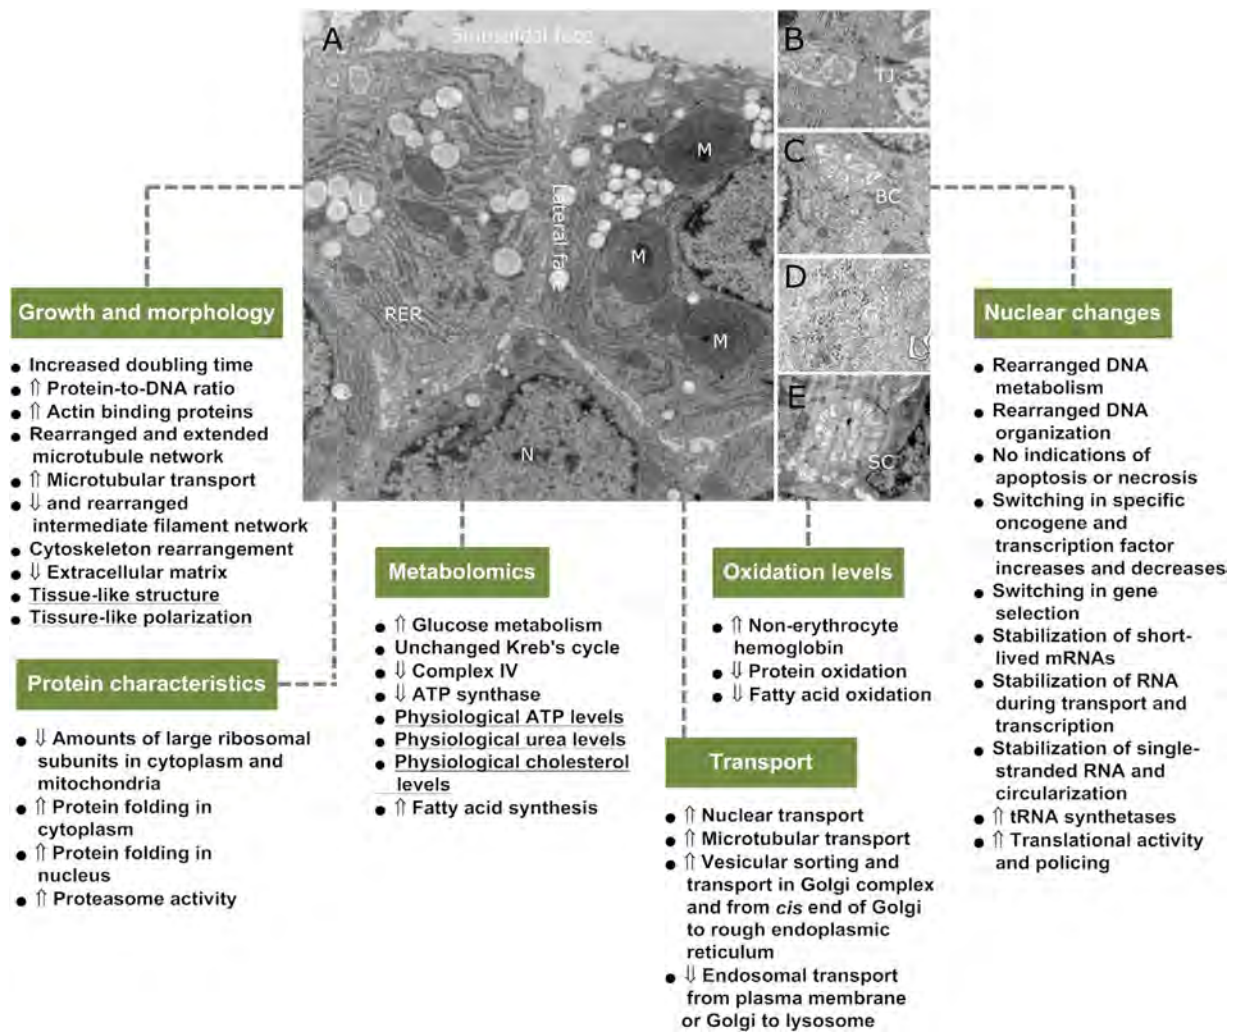 A
Sinusoidal face
L
M
Lateral fa
M
RER
M
N
B
TJ
C
BC
D
G
E
SC
Growth and morphology
● Increased doubling time
● ⇑ Protein-to-DNA ratio
● ⇑ Actin binding proteins
● Rearranged and extended
microtubule network
● ⇑ Microtubular transport
● ⇓ and rearranged
intermediate filament network
● Cytoskeleton rearrangement
● ⇓ Extracellular matrix
● Tissue-like structure
● Tissure-like polarization
Protein characteristics
● ⇓ Amounts of large ribosomal
subunits in cytoplasm and
mitochondria
● ⇑ Protein folding in
cytoplasm
● ⇑ Protein folding in
nucleus
● ⇑ Proteasome activity
Metabolomics
● ⇑ Glucose metabolism
● Unchanged Kreb's cycle
● ⇓ Complex IV
● ⇓ ATP synthase
● Physiological ATP levels
● Physiological urea levels
● Physiological cholesterol
levels
● ⇑ Fatty acid synthesis
Oxidation levels
● ⇑ Non-erythrocyte
hemoglobin
● ⇓ Protein oxidation
● ⇓ Fatty acid oxidation
Transport
● ⇑ Nuclear transport
● ⇑ Microtubular transport
● ⇑ Vesicular sorting and
transport in Golgi complex
and from cis end of Golgi
to rough endoplasmic
reticulum
● ⇓ Endosomal transport
from plasma membrane
or Golgi to lysosome
Nuclear changes
● Rearranged DNA
metabolism
● Rearranged DNA
organization
● No indications of
apoptosis or necrosis
● Switching in specific
oncogene and
transcription factor
increases and decreases
● Switching in gene
selection
● Stabilization of short-
lived mRNAs
● Stabilization of RNA
during transport and
transcription
● Stabilization of single-
stranded RNA and
circularization
● ⇑ tRNA synthetases
● ⇑ Translational activity
and policing